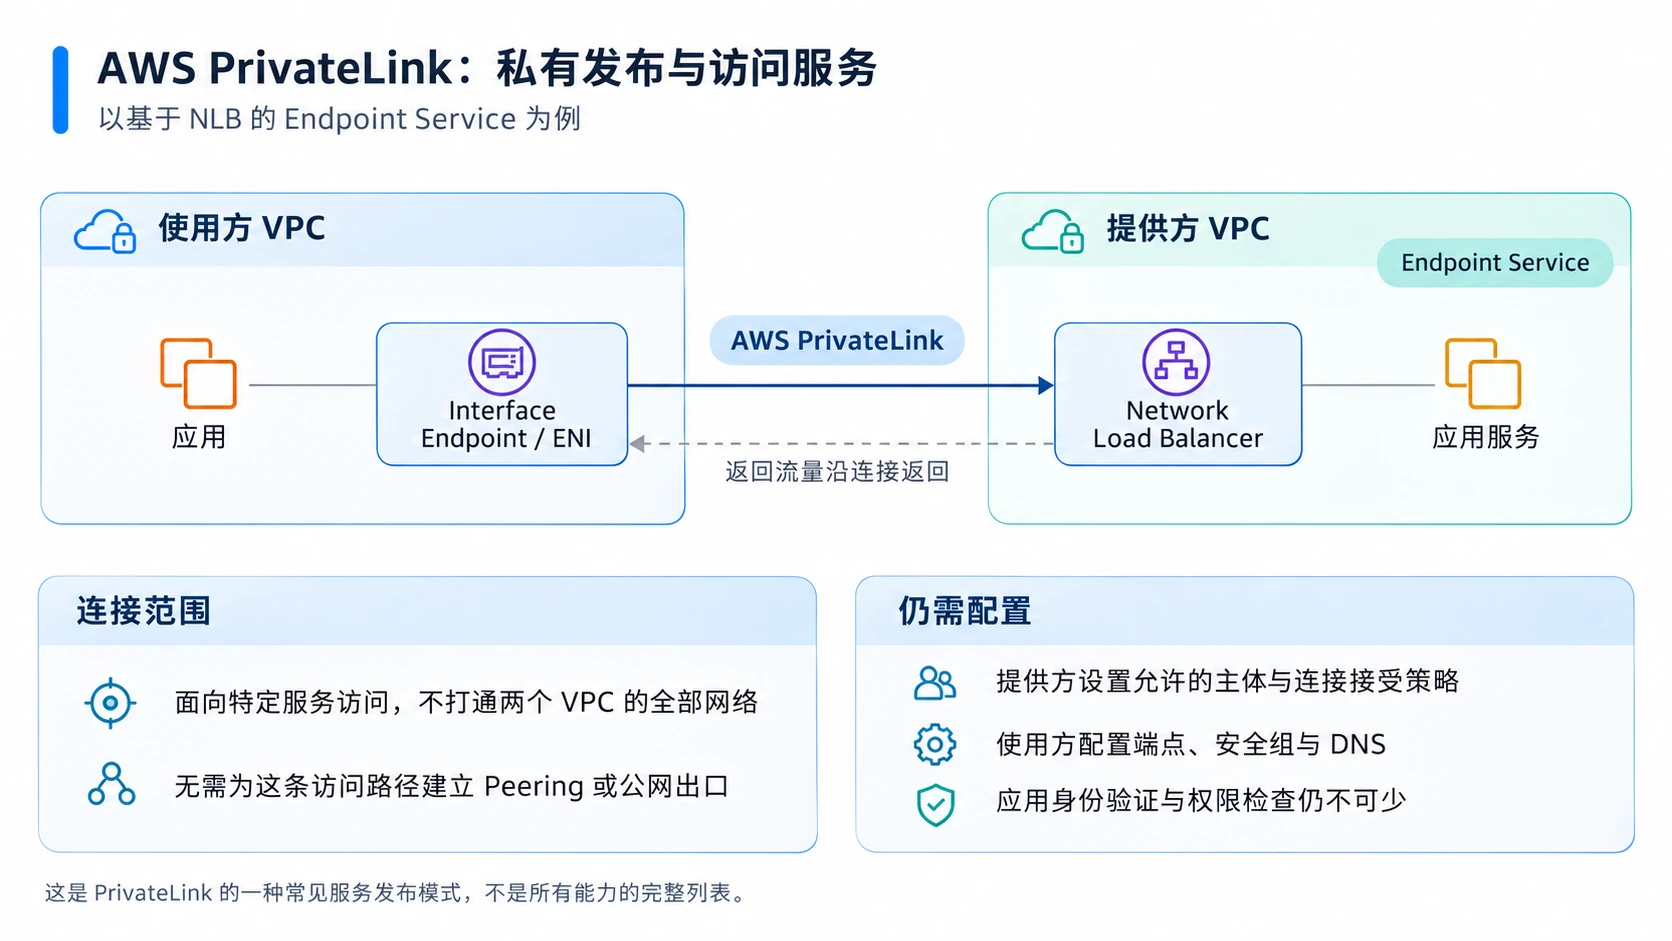 AWS PrivateLink：私有发布与访问服务
以基于 NLB 的 Endpoint Service 为例
使用方 VPC
应用
Interface
Endpoint / ENI
AWS PrivateLink
返回流量沿连接返回
提供方 VPC
Endpoint Service
Network
Load Balancer
应用服务
连接范围
面向特定服务访问，不打通两个 VPC 的全部网络
无需为这条访问路径建立 Peering 或公网出口
仍需配置
提供方设置允许的主体与连接接受策略
使用方配置端点、安全组与 DNS
应用身份验证与权限检查仍不可少
这是 PrivateLink 的一种常见服务发布模式，不是所有能力的完整列表。